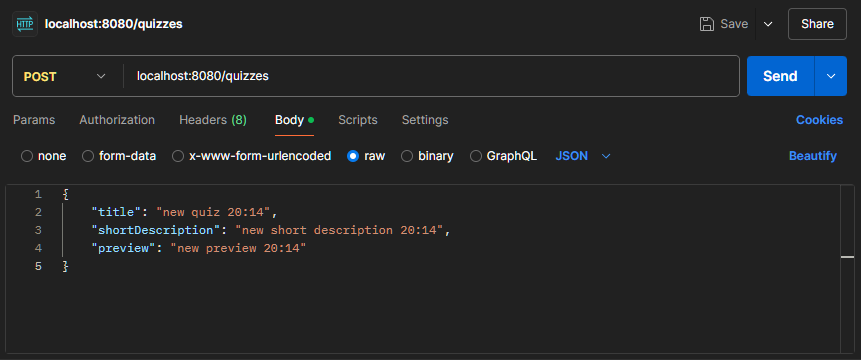 HTTP localhost:8080/quizzes Save Share
POST localhost:8080/quizzes Send
Params Authorization Headers (8) Body Scripts Settings Cookies
none form-data x-www-form-urlencoded raw binary GraphQL JSON Beautify
1 {
2 "title": "new quiz 20:14",
3 "shortDescription": "new short description 20:14",
4 "preview": "new preview 20:14"
5 }